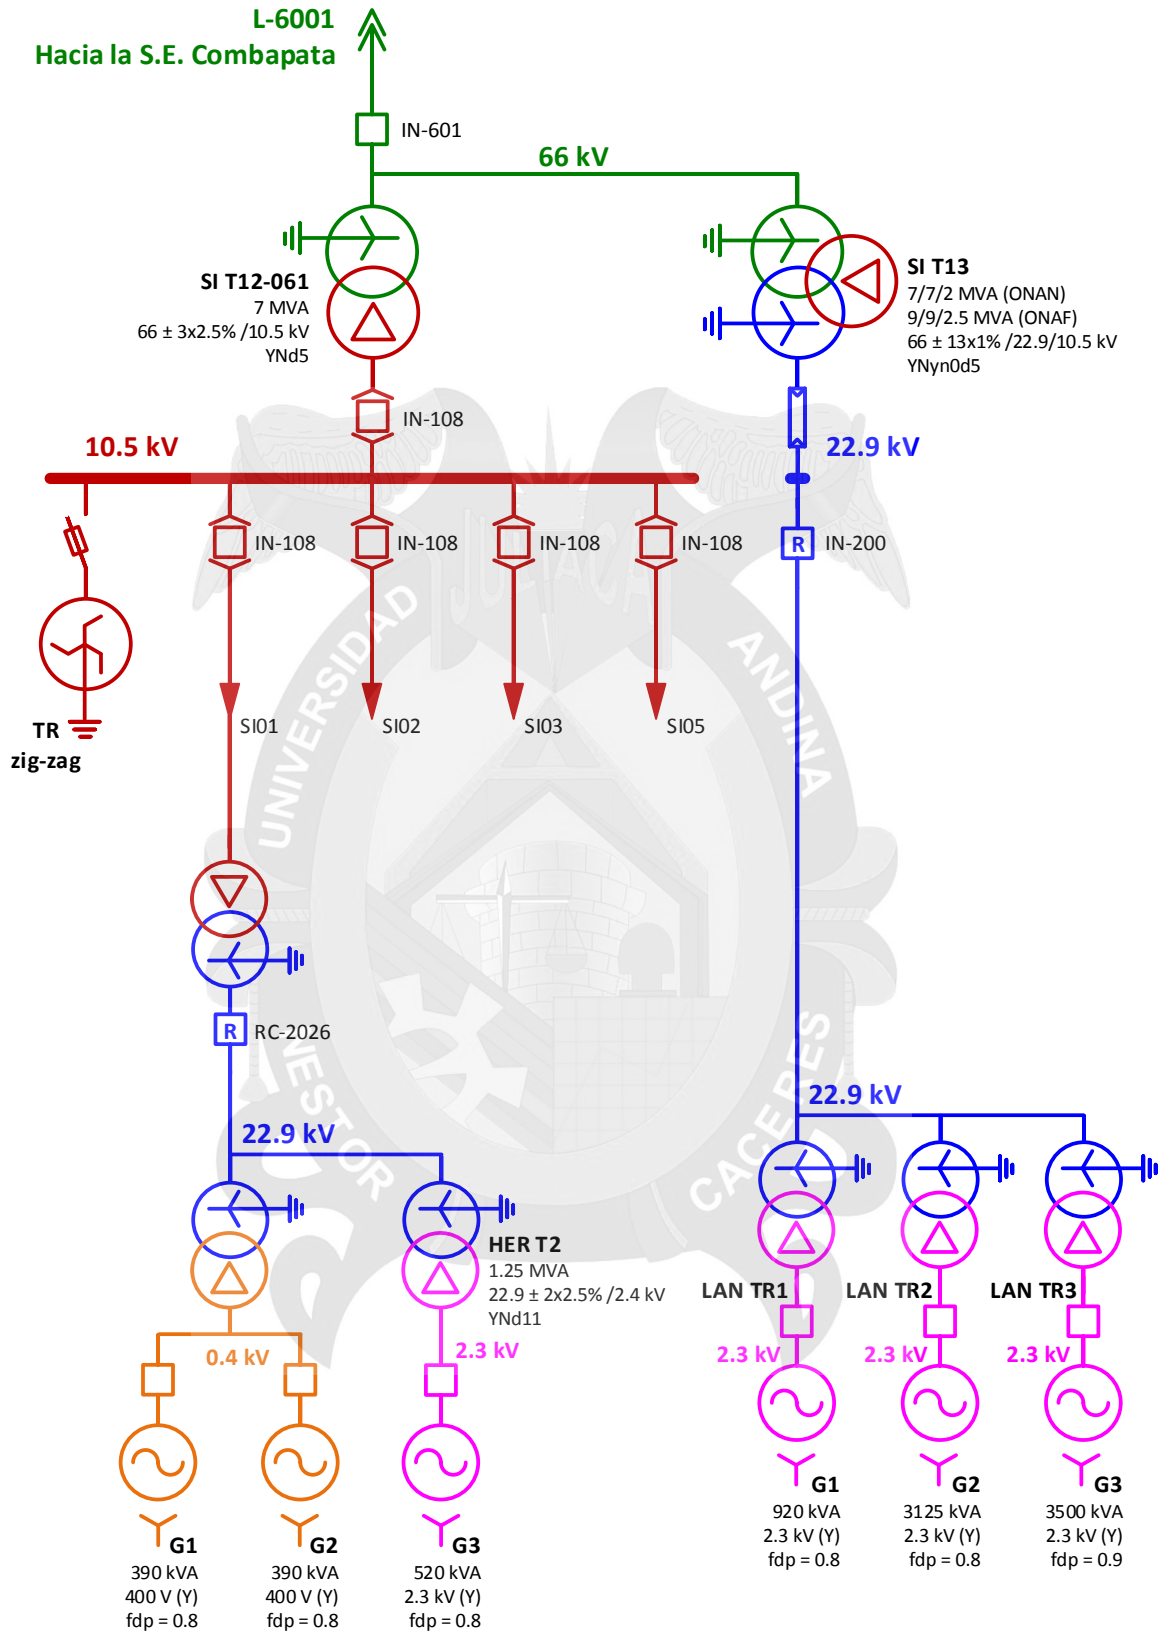 L-6001
Hacia la S.E. Combapata
IN-601
66 kV
SI T12-061
7 MVA
66 ± 3x2.5% /10.5 kV
YNd5
SI T13
7/7/2 MVA (ONAN)
9/9/2.5 MVA (ONAF)
66 ± 13x1% /22.9/10.5 kV
YNyn0d5
IN-108
10.5 kV
22.9 kV
IN-108
IN-108
IN-108
IN-108
R
IN-200
TR
zig-zag
SI01
SI02
SI03
SI05
UNIVERSIDAD
JULIACA
ANDINA
NESTOR
CACERES
R
RC-2026
22.9 kV
22.9 kV
HER T2
1.25 MVA
22.9 ± 2x2.5% /2.4 kV
YNd11
LAN TR1
LAN TR2
LAN TR3
0.4 kV
2.3 kV
2.3 kV
2.3 kV
2.3 kV
G1
390 kVA
400 V (Y)
fdp = 0.8
G2
390 kVA
400 V (Y)
fdp = 0.8
G3
520 kVA
2.3 kV (Y)
fdp = 0.8
G1
920 kVA
2.3 kV (Y)
fdp = 0.8
G2
3125 kVA
2.3 kV (Y)
fdp = 0.8
G3
3500 kVA
2.3 kV (Y)
fdp = 0.9